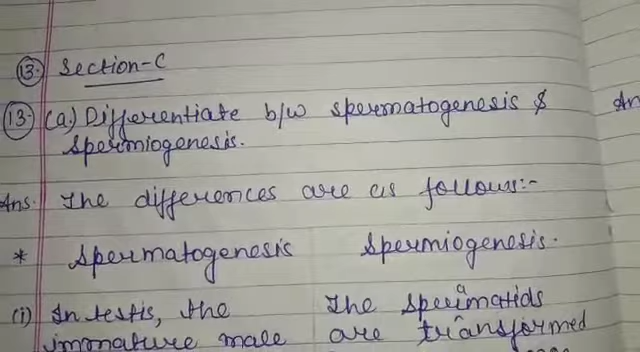 (13.) Section-C
(13.) (a) Differentiate b/w spermatogenesis & An
spermiogenesis.
Ans. The differences are as follows:-
* Spermatogenesis Spermiogenesis.
(i) In testis, the The spermatids
immature male are transformed